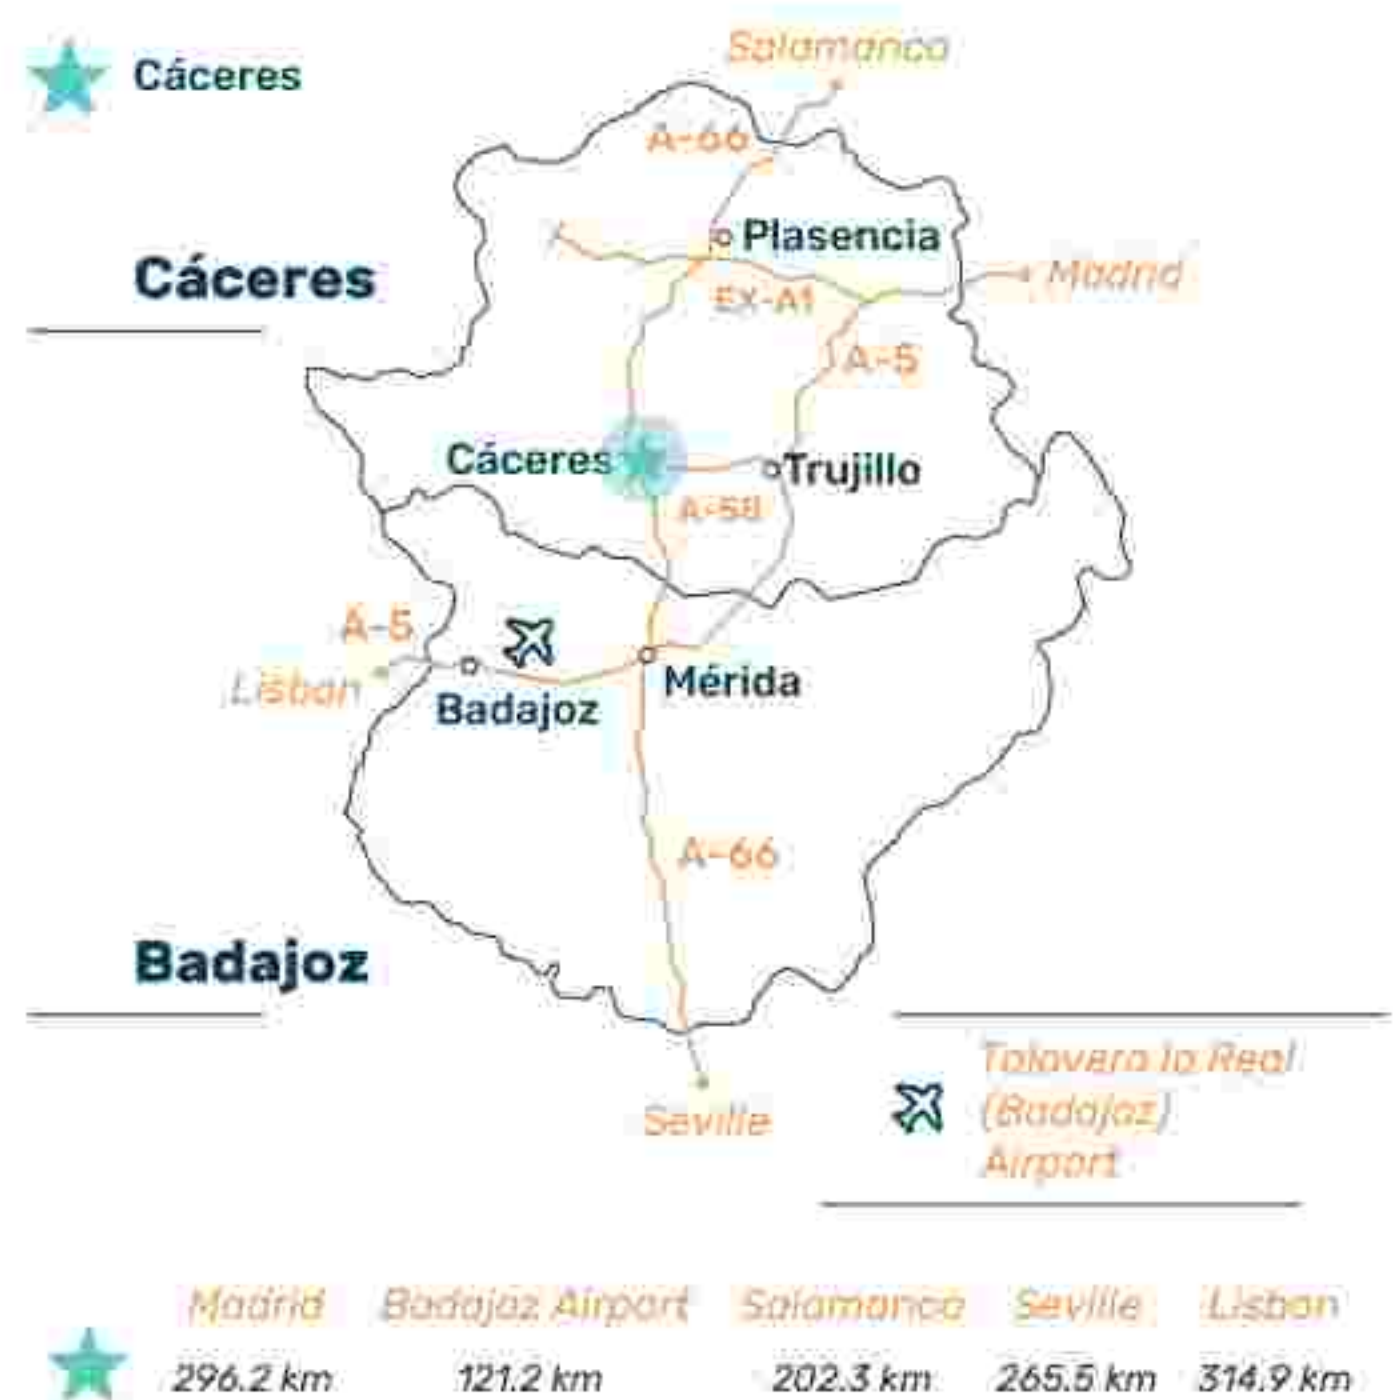 Cáceres
Salamanca
A-66
Plasencia
Cáceres
Madrid
EX-A1
A-5
Cáceres
Trujillo
A-58
A-5
Lisbon
Badajoz
Mérida
A-66
Badajoz
Seville
Talavera la Real
(Badajoz)
Airport
Madrid Badajoz Airport Salamanca Seville Lisbon
296.2 km 121.2 km 202.3 km 265.5 km 314.9 km